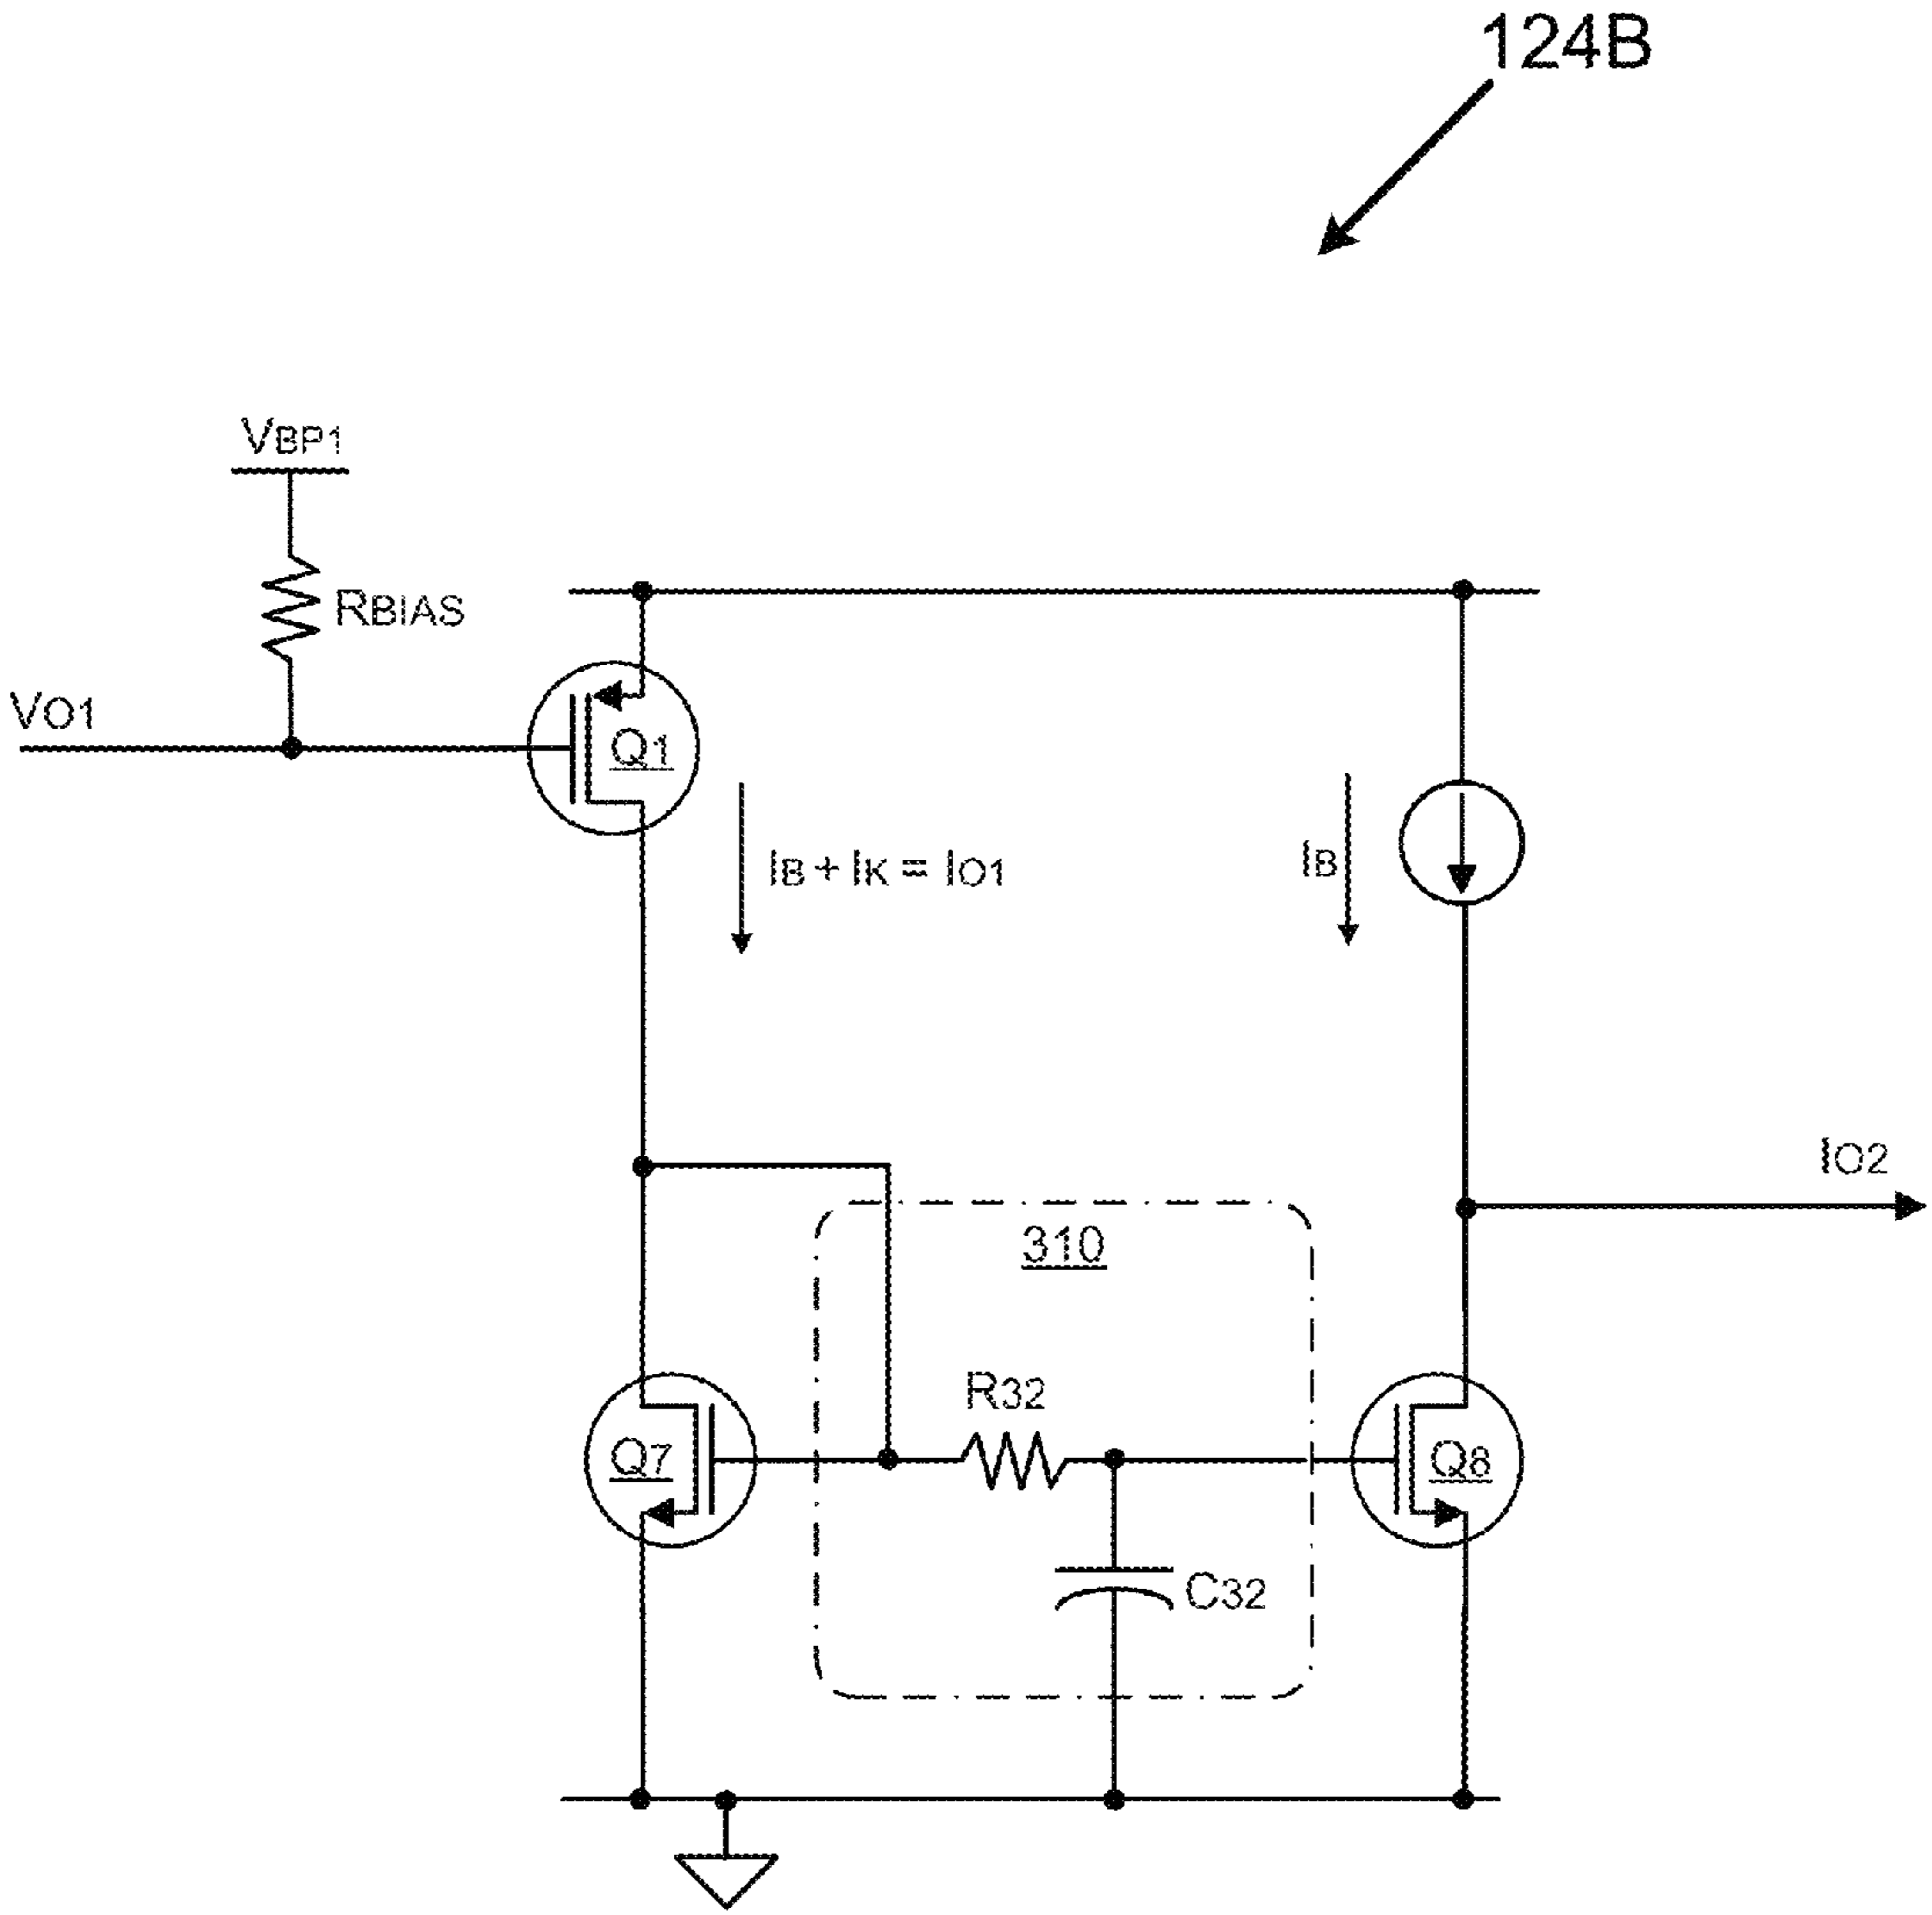 124B
VBP1
RBIAS
VO1
Q1
IB + IK = IO1
IB
IO2
310
R32
Q7
Q8
C32